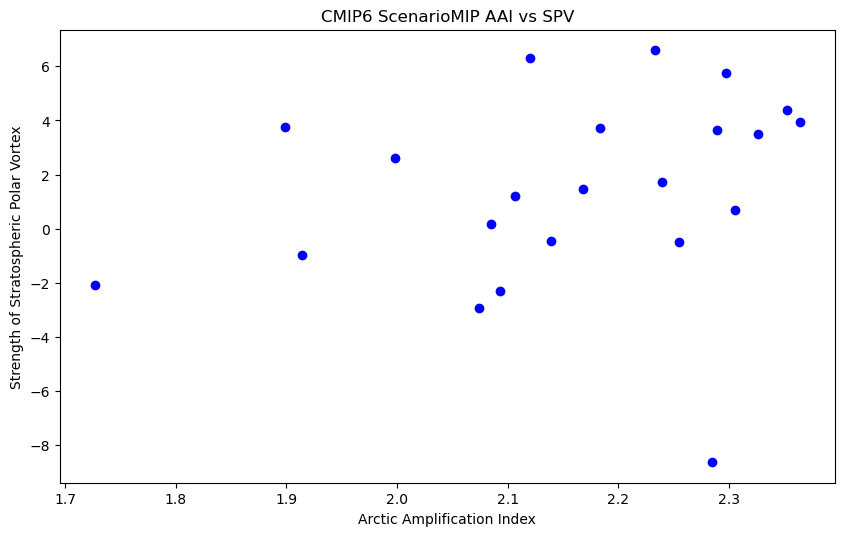 CMIP6 ScenarioMIP AAI vs SPV
Strength of Stratospheric Polar Vortex
6
4
2
0
−2
−4
−6
−8
1.7 1.8 1.9 2.0 2.1 2.2 2.3
Arctic Amplification Index